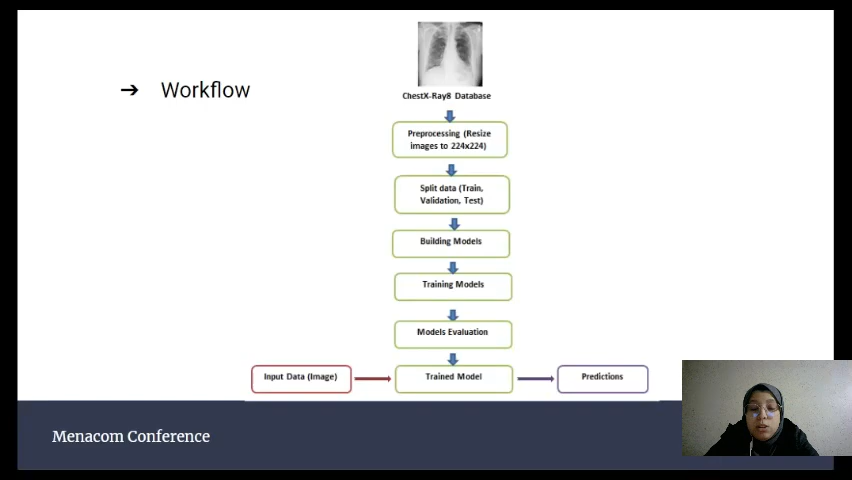 ➔ Workflow
ChestX-Ray8 Database
Preprocessing (Resize
images to 224x224)
Split data (Train,
Validation, Test)
Building Models
Training Models
Models Evaluation
Input Data (Image)
Trained Model
Predictions
Menacom Conference